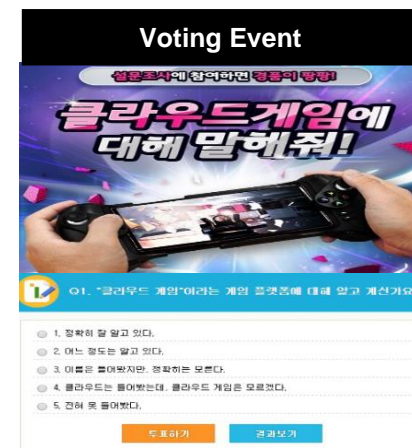 Voting Event
설문조사에 참여하면 경품이 팡팡!
클라우드게임에
대해 말해줘!
Q1. "클라우드 게임"이라는 게임 플랫폼에 대해 알고 계신가요
1. 정확히 잘 알고 있다.
2. 어느 정도는 알고 있다.
3. 이름은 들어봤지만, 정확히는 모른다.
4. 클라우드는 들어봤는데, 클라우드 게임은 모르겠다.
5. 전혀 못 들어봤다.
투표하기
결과보기